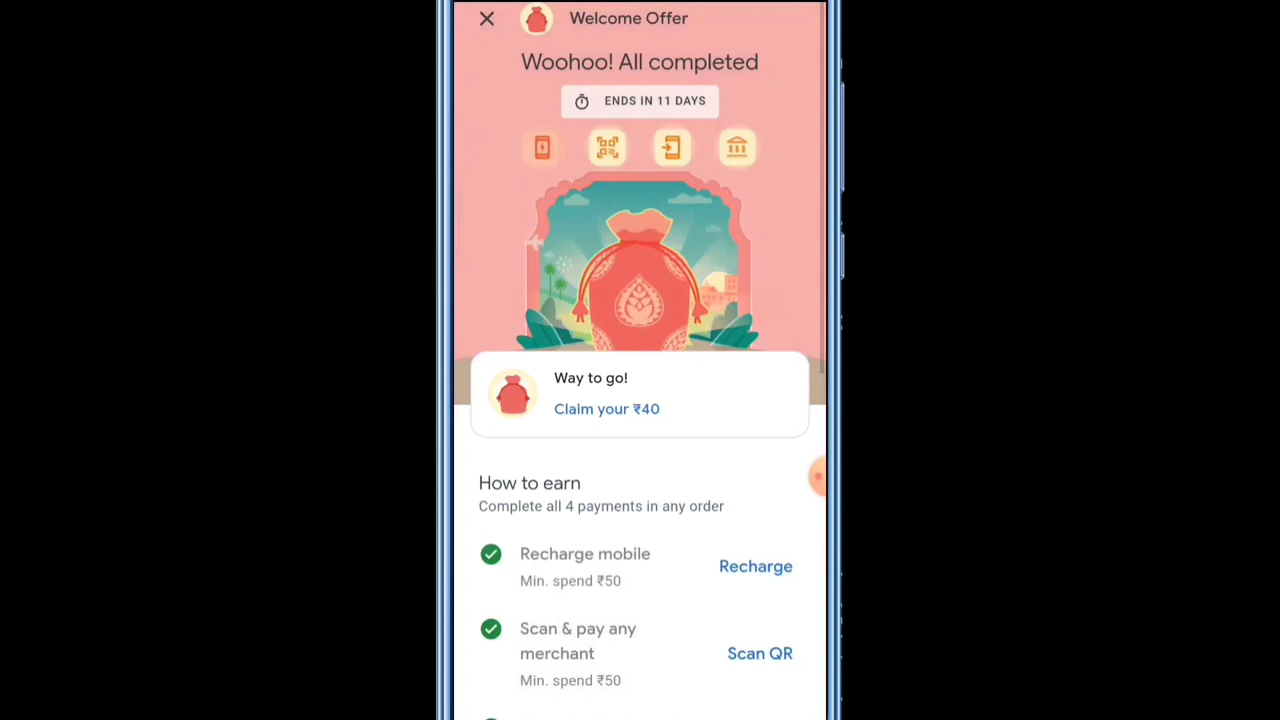 Welcome Offer
Woohoo! All completed
ENDS IN 11 DAYS
Way to go!
Claim your ₹40
How to earn
Complete all 4 payments in any order
Recharge mobile
Min. spend ₹50
Recharge
Scan & pay any
merchant
Min. spend ₹50
Scan QR